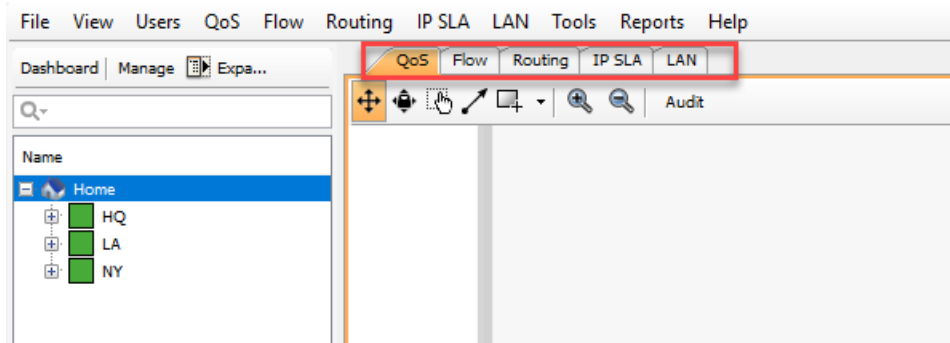 File View Users QoS Flow Routing IP SLA LAN Tools Reports Help
Dashboard Manage Expa...
QoS Flow Routing IP SLA LAN
Audit
Name
Home
HQ
LA
NY